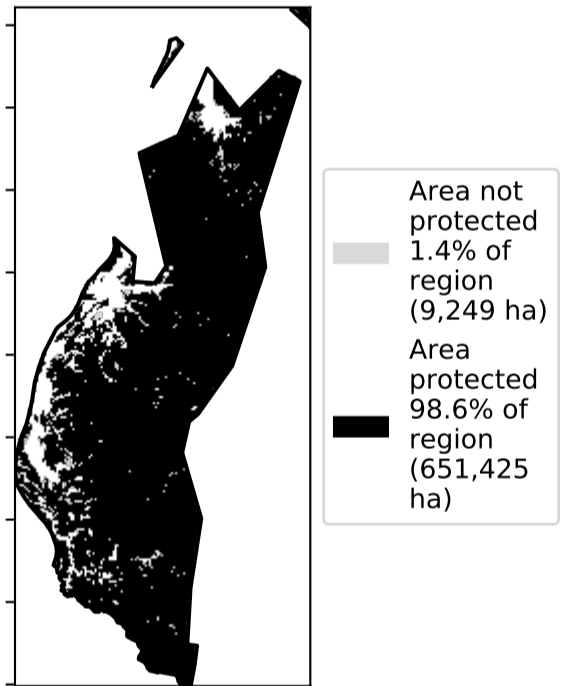 Area not
protected
1.4% of
region
(9,249 ha)
Area
protected
98.6% of
region
(651,425
ha)